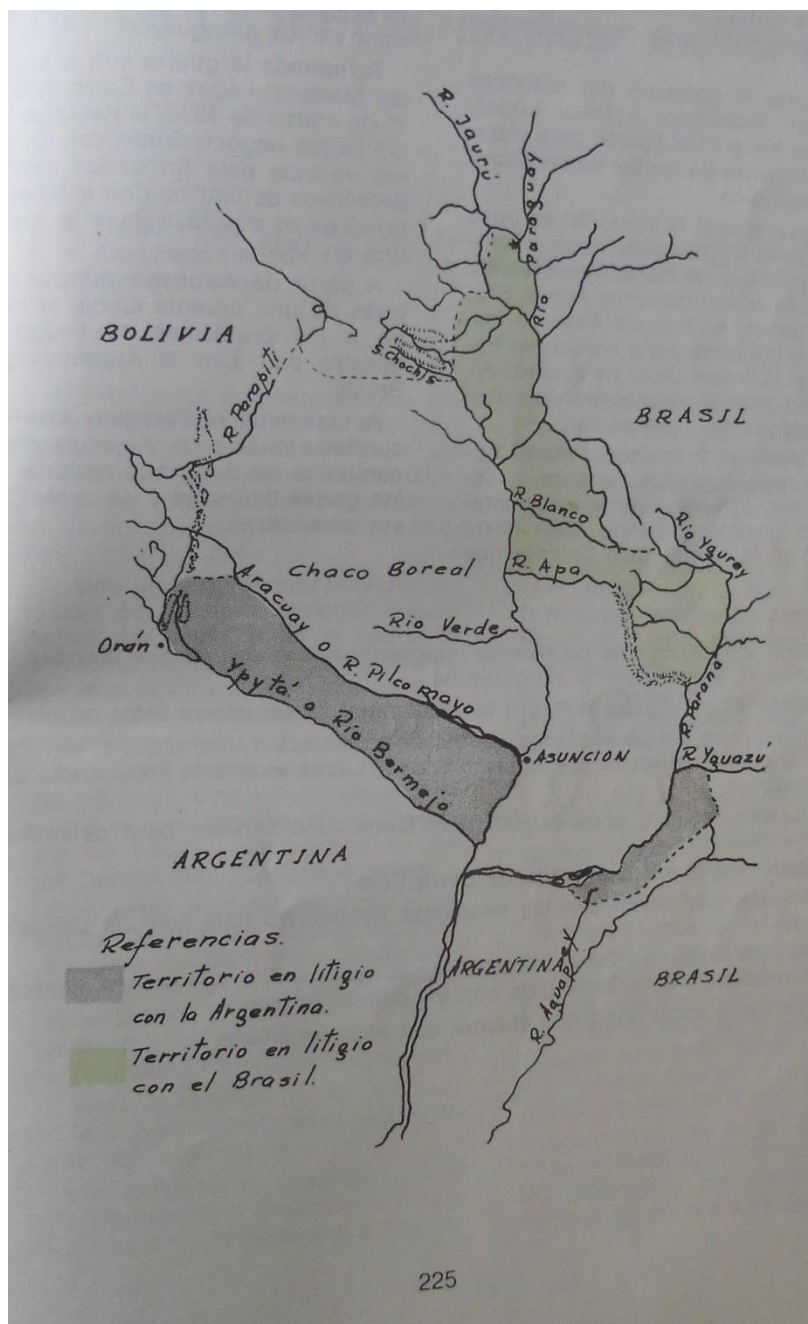 R. Jaurú
Paraguay
Río
BOLIVIA
S. Chochís
R. Parapití
BRASIL
R. Blanco
Río Ygurey
Chaco Boreal
R. Apa
Aracuay o R. Pilcomayo
Río Verde
Orán
Ypytá o Río Bermejo
R. Paraná
ASUNCION
R. Yguazú
ARGENTINA
Referencias.
Territorio en litigio
con la Argentina.
Territorio en litigio
con el Brasil.
ARGENTINA
R. Aguapey
BRASIL
225